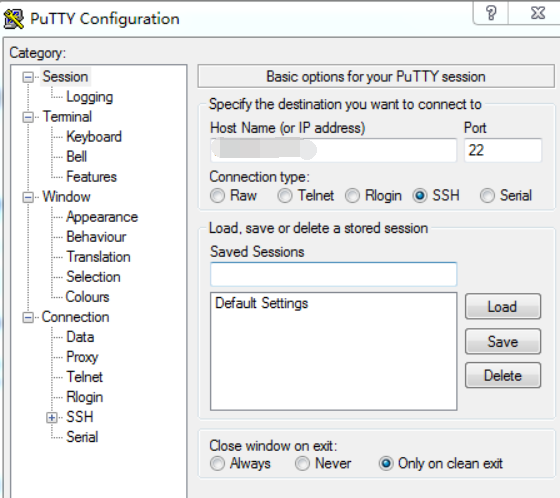 PuTTY Configuration
Category:
Session
Logging
Terminal
Keyboard
Bell
Features
Window
Appearance
Behaviour
Translation
Selection
Colours
Connection
Data
Proxy
Telnet
Rlogin
SSH
Serial
Basic options for your PuTTY session
Specify the destination you want to connect to
Host Name (or IP address) Port
22
Connection type:
Raw Telnet Rlogin SSH Serial
Load, save or delete a stored session
Saved Sessions
Default Settings
Load
Save
Delete
Close window on exit:
Always Never Only on clean exit